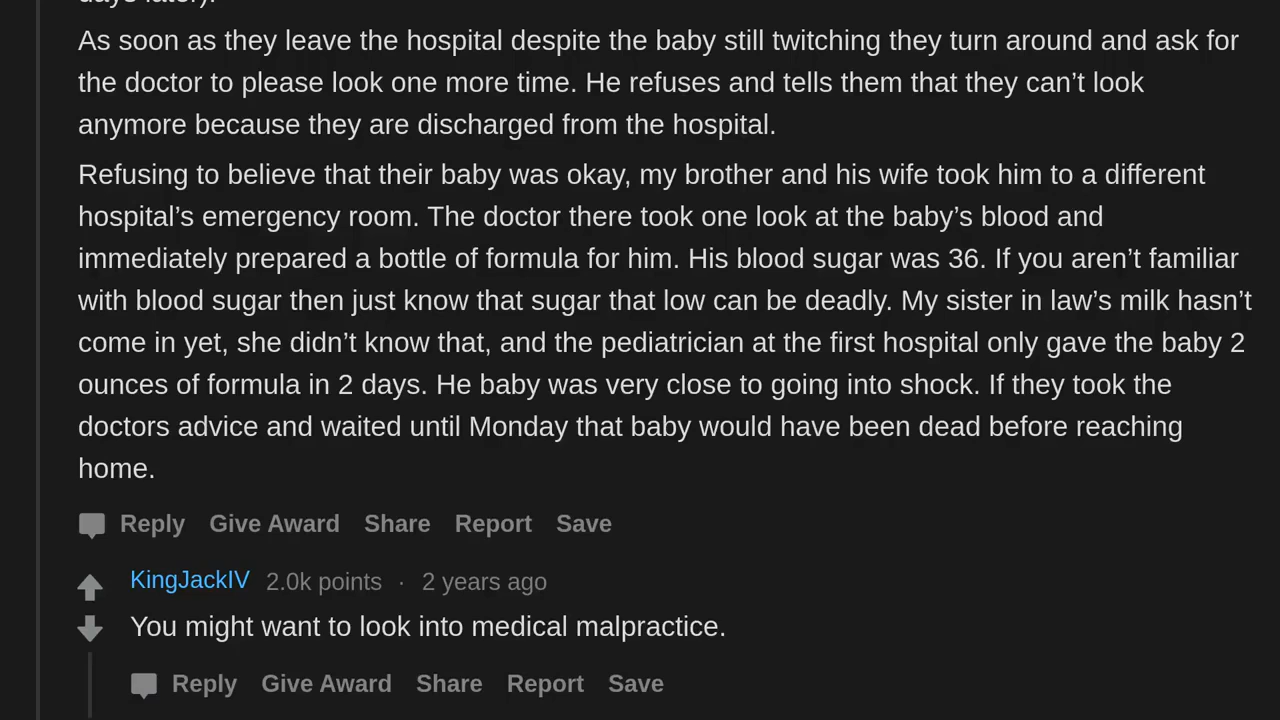 days later).
As soon as they leave the hospital despite the baby still twitching they turn around and ask for
the doctor to please look one more time. He refuses and tells them that they can’t look
anymore because they are discharged from the hospital.
Refusing to believe that their baby was okay, my brother and his wife took him to a different
hospital’s emergency room. The doctor there took one look at the baby’s blood and
immediately prepared a bottle of formula for him. His blood sugar was 36. If you aren’t familiar
with blood sugar then just know that sugar that low can be deadly. My sister in law’s milk hasn’t
come in yet, she didn’t know that, and the pediatrician at the first hospital only gave the baby 2
ounces of formula in 2 days. He baby was very close to going into shock. If they took the
doctors advice and waited until Monday that baby would have been dead before reaching
home.
Reply Give Award Share Report Save
KingJackIV 2.0k points · 2 years ago
You might want to look into medical malpractice.
Reply Give Award Share Report Save